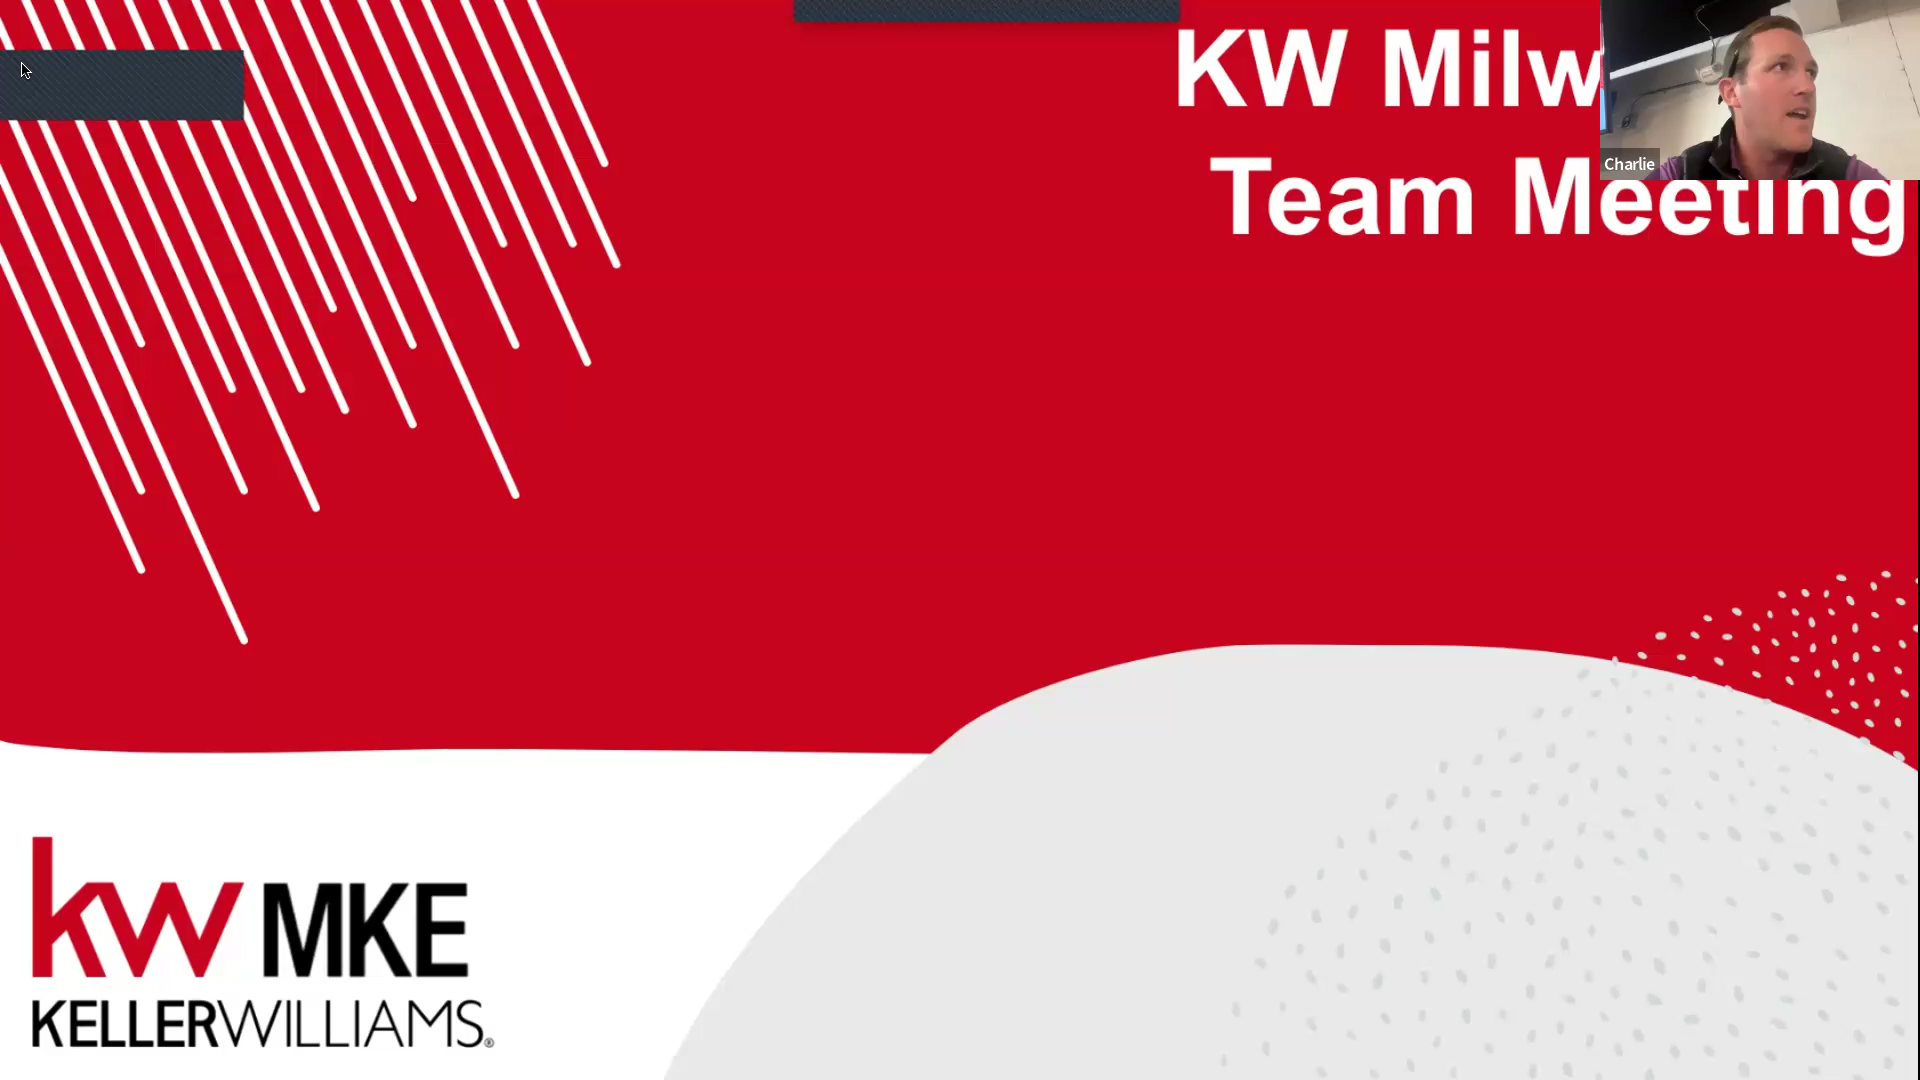 KW Milw
Charlie
Team Meeting
kw MKE
KELLERWILLIAMS®